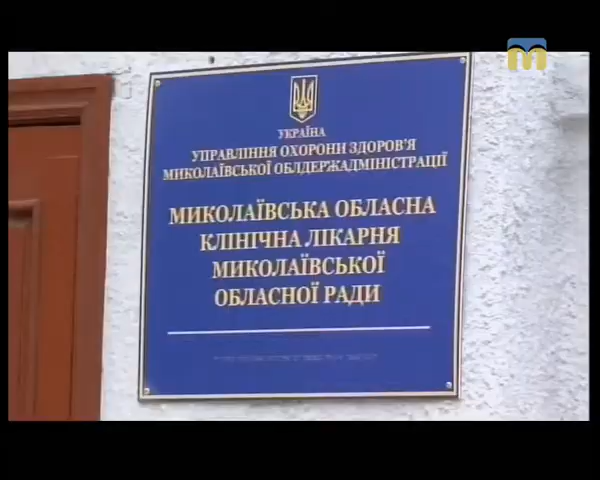 УКРАЇНА
УПРАВЛІННЯ ОХОРОНИ ЗДОРОВ'Я
МИКОЛАЇВСЬКОЇ ОБЛДЕРЖАДМІНІСТРАЦІЇ
МИКОЛАЇВСЬКА ОБЛАСНА
КЛІНІЧНА ЛІКАРНЯ
МИКОЛАЇВСЬКОЇ
ОБЛАСНОЇ РАДИ